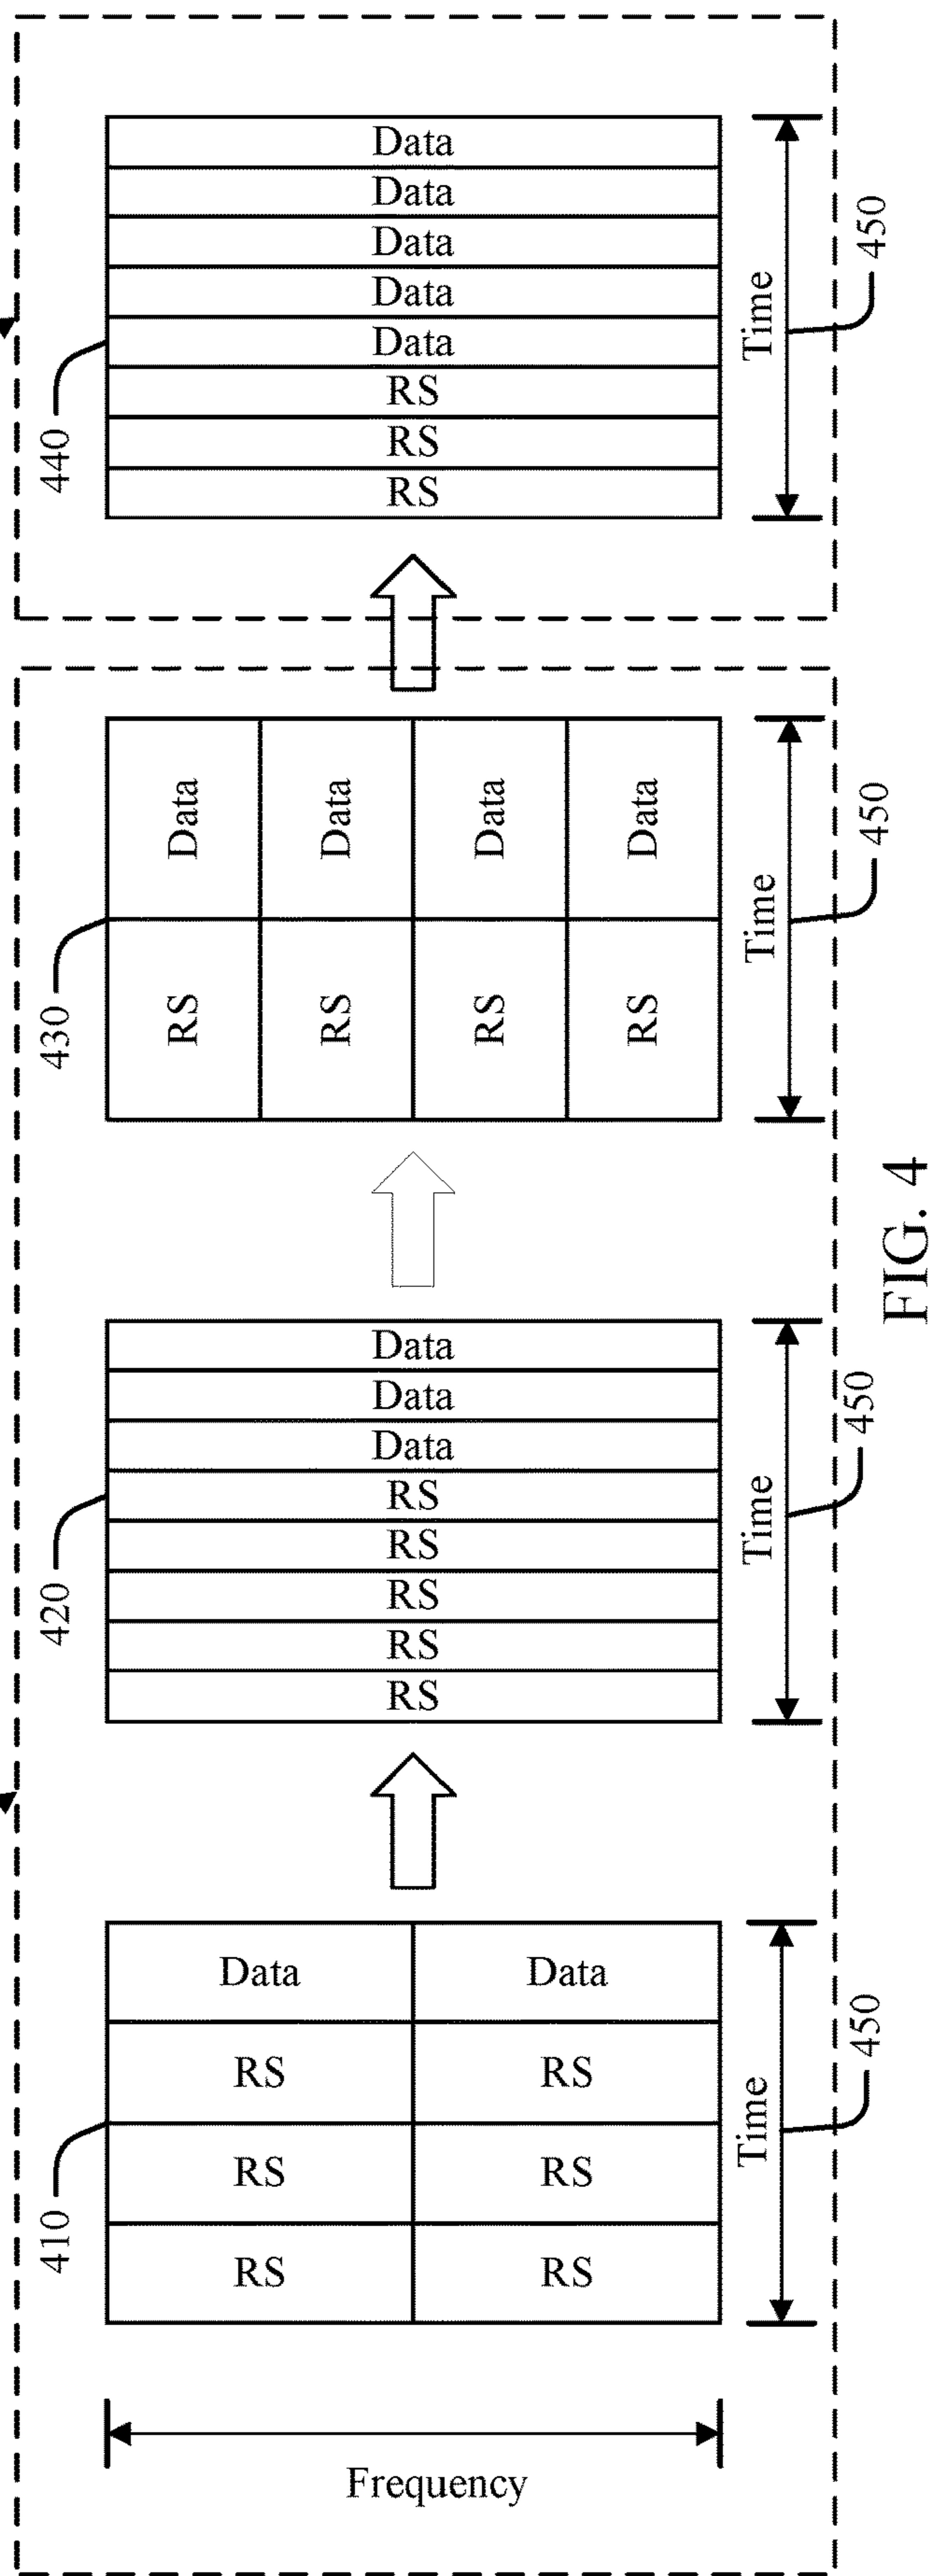 Data
Data
Data
Data
Data
RS
RS
RS
440
Time
450
Data
Data
Data
Data
RS
RS
RS
RS
430
Time
450
Data
Data
Data
RS
RS
RS
RS
RS
420
Time
450
Data Data
RS RS
RS RS
RS RS
410
Time
450
Frequency
FIG. 4